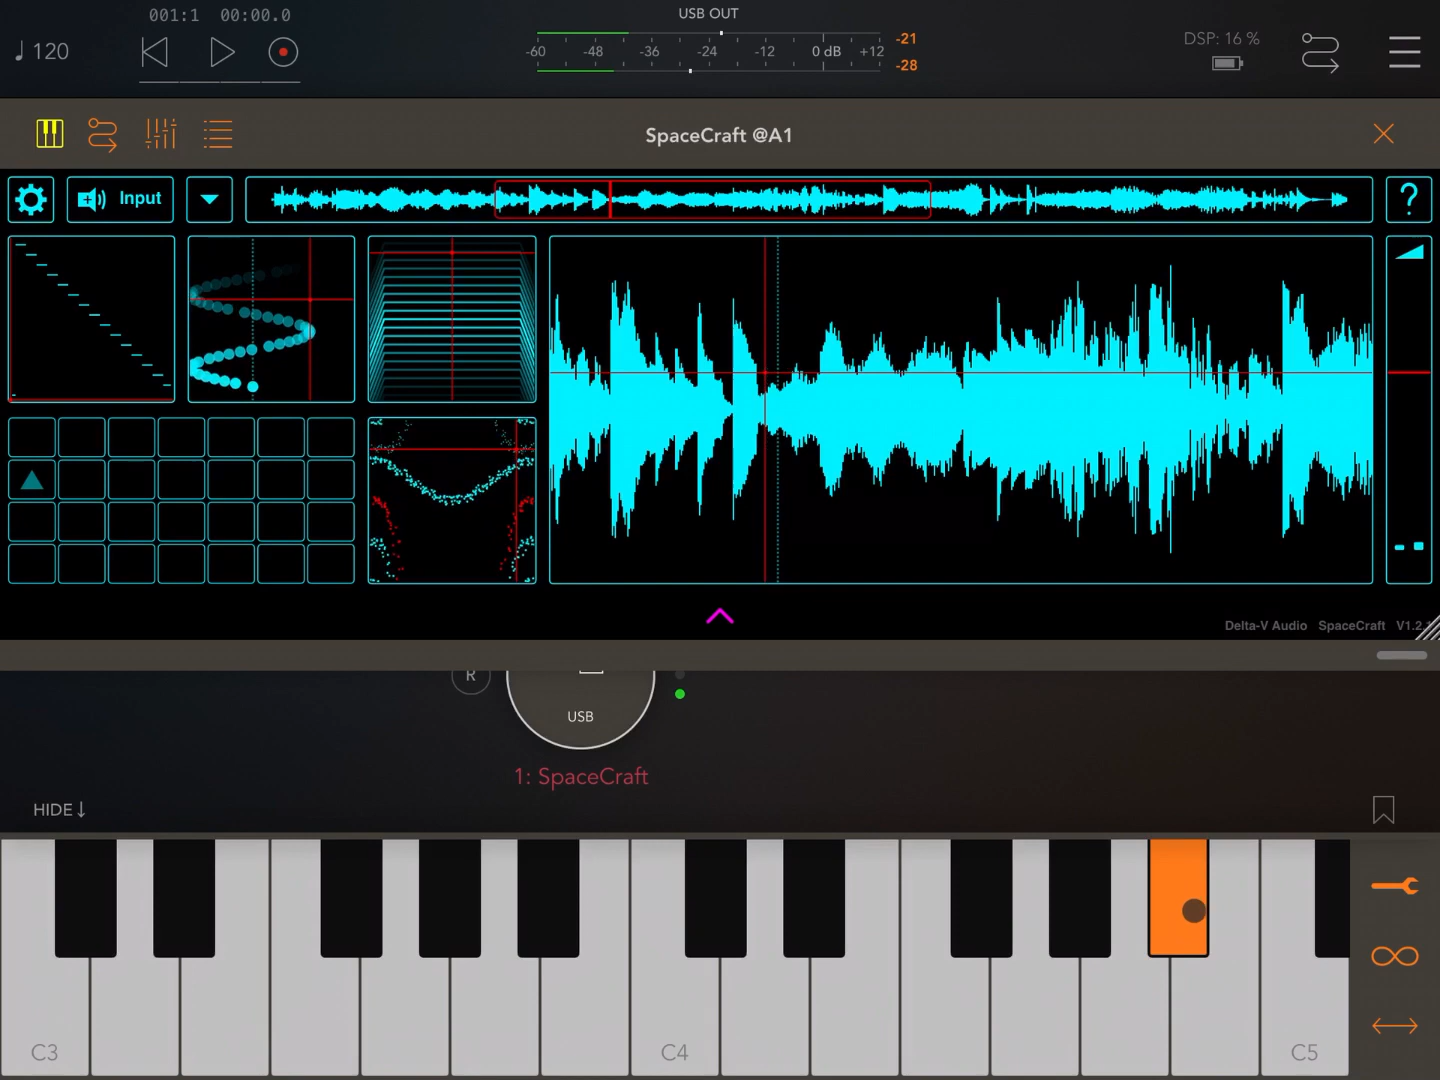 001:1 00:00.0
USB OUT
♩ 120
-60 -48 -36 -24 -12 0 dB +12
-21
-28
DSP: 16 %
SpaceCraft @A1
Input
?
Delta-V Audio SpaceCraft V1.2.
R
USB
1: SpaceCraft
HIDE↓
C3 C4 C5